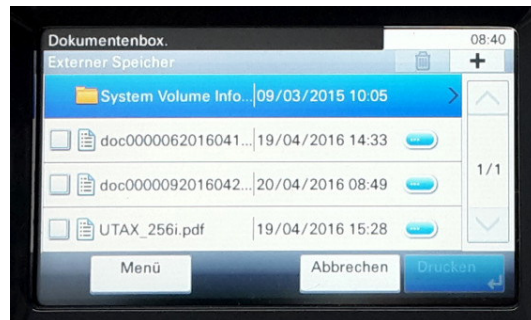 Dokumentenbox.
08:40
Externer Speicher
+
System Volume Info... 09/03/2015 10:05
doc0000062016041... 19/04/2016 14:33
doc0000092016042... 20/04/2016 08:49
1/1
UTAX_256i.pdf 19/04/2016 15:28
Menü
Abbrechen
Drucken